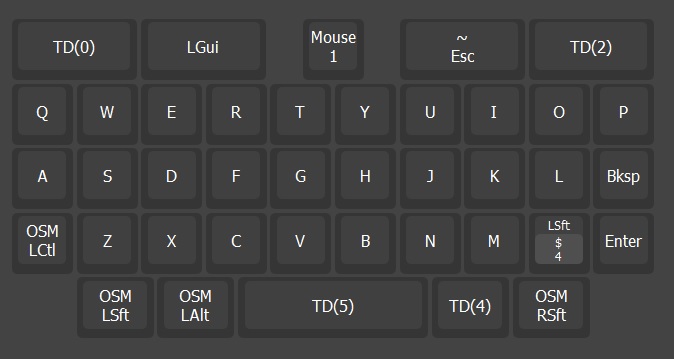 TD(0) LGui Mouse 1 ~ Esc TD(2)
Q W E R T Y U I O P
A S D F G H J K L Bksp
OSM LCtl Z X C V B N M LSft $ 4 Enter
OSM LSft OSM LAlt TD(5) TD(4) OSM RSft